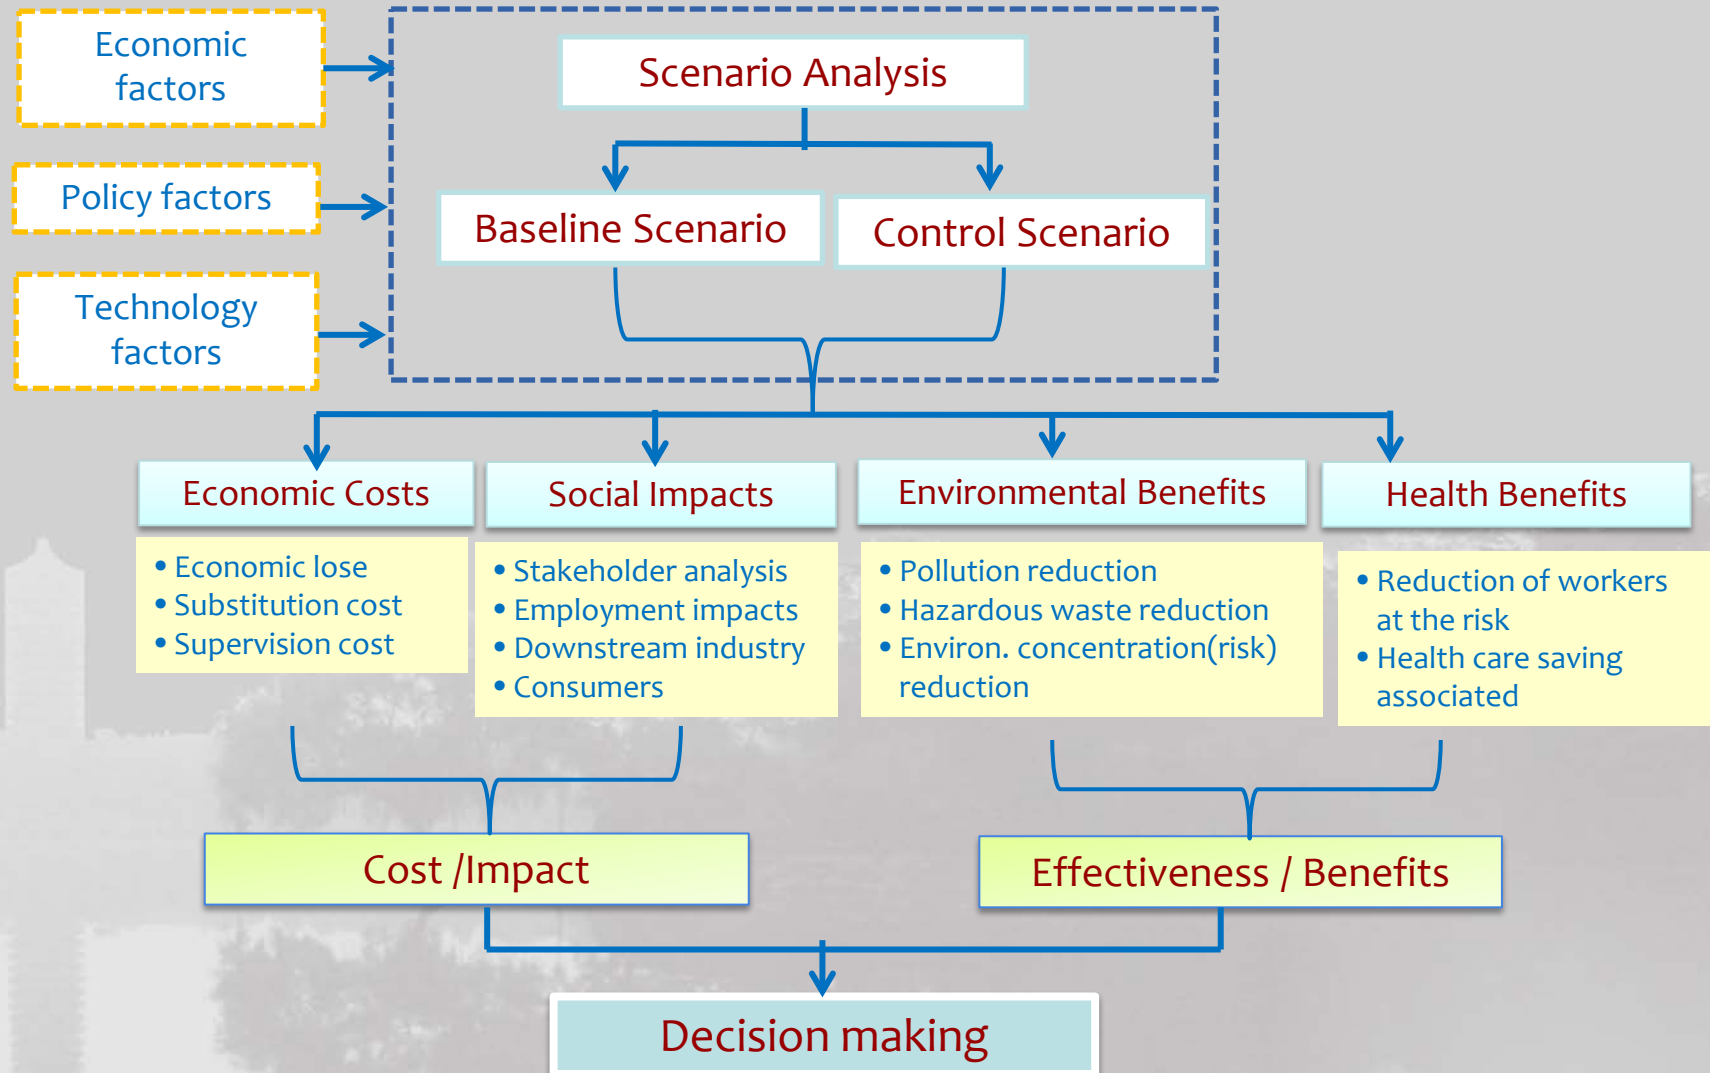 Economic
factors
Scenario Analysis
Policy factors
Baseline Scenario
Control Scenario
Technology
factors
Economic Costs
Social Impacts
Environmental Benefits
Health Benefits
• Economic lose
• Substitution cost
• Supervision cost
• Stakeholder analysis
• Employment impacts
• Downstream industry
• Consumers
• Pollution reduction
• Hazardous waste reduction
• Environ. concentration(risk)
reduction
• Reduction of workers
at the risk
• Health care saving
associated
Cost /Impact
Effectiveness / Benefits
Decision making